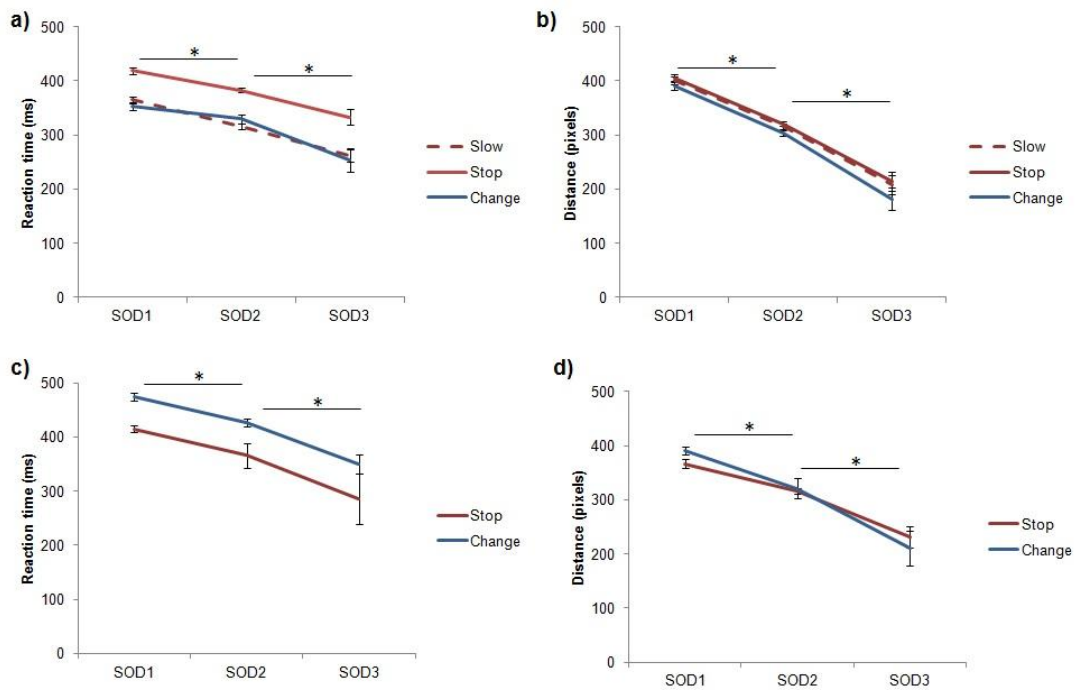 a)
500
*
400
*
300
200
100
0
Reaction time (ms)
SOD1 SOD2 SOD3
Slow
Stop
Change
b)
500
*
400
*
300
200
100
0
Distance (pixels)
SOD1 SOD2 SOD3
Slow
Stop
Change
c)
500
*
400
*
300
200
100
0
Reaction time (ms)
SOD1 SOD2 SOD3
Stop
Change
d)
500
*
400
*
300
200
100
0
Distance (pixels)
SOD1 SOD2 SOD3
Stop
Change